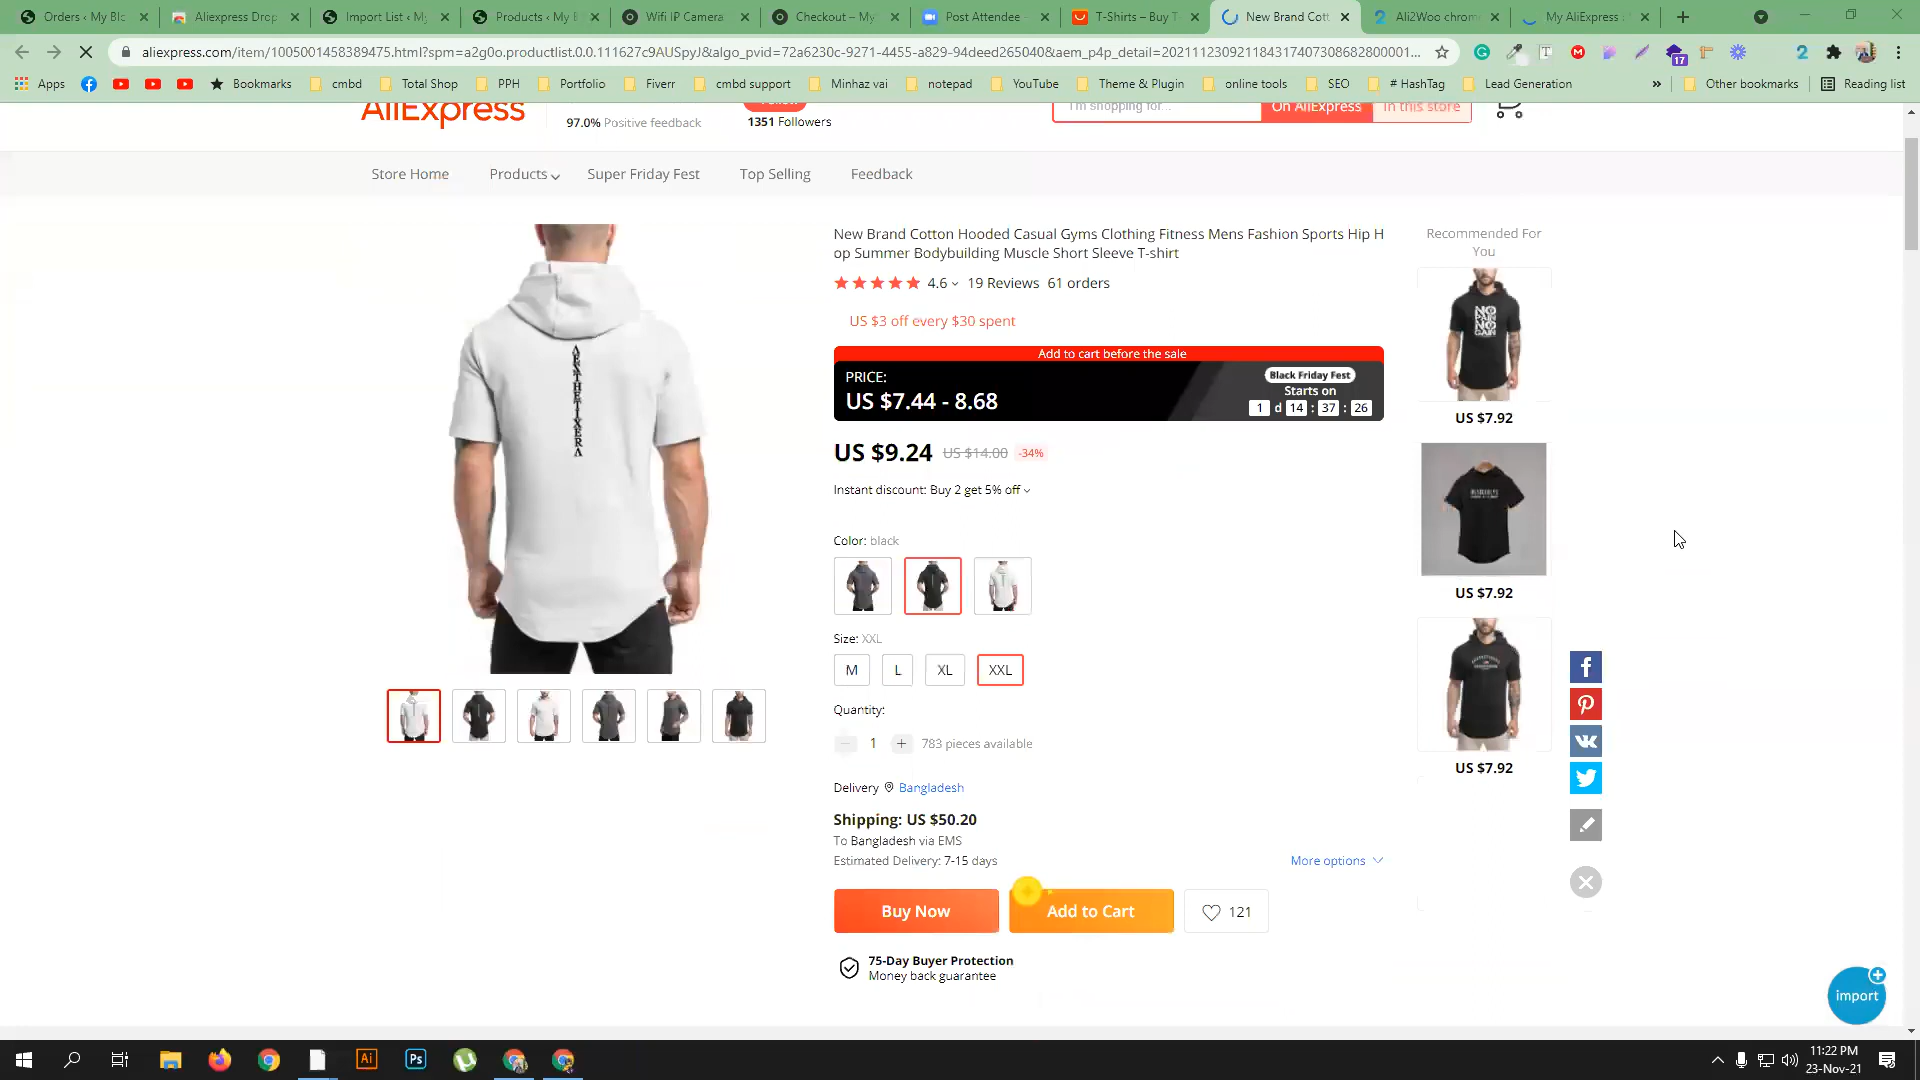 Orders ‹ My Blo
Aliexpress Drop
Import List ‹ My
Products ‹ My B
Wifi IP Camera
Checkout – My
Post Attendee -
T-Shirts – Buy T-
New Brand Cott
Ali2Woo chrom
My AliExpress :
aliexpress.com/item/1005001458389475.html?spm=a2g0o.productlist.0.0.111627c9AUSpyJ&algo_pvid=72a6230c-9271-4455-a829-94deed265040&aem_p4p_detail=202111230921184317407308682800001...
Apps
Bookmarks
cmbd
Total Shop
PPH
Portfolio
Fiverr
cmbd support
Minhaz vai
notepad
YouTube
Theme & Plugin
online tools
SEO
# HashTag
Lead Generation
»
Other bookmarks
Reading list
17
AliExpress
97.0% Positive feedback
Follow
1351 Followers
I'm shopping for...
On AliExpress
In this store
Store Home
Products
Super Friday Fest
Top Selling
Feedback
New Brand Cotton Hooded Casual Gyms Clothing Fitness Mens Fashion Sports Hip H
op Summer Bodybuilding Muscle Short Sleeve T-shirt
4.6 19 Reviews 61 orders
US $3 off every $30 spent
Add to cart before the sale
PRICE:
US $7.44 - 8.68
Black Friday Fest
Starts on
1 d 14 : 37 : 26
US $9.24 US $14.00 -34%
Instant discount: Buy 2 get 5% off
Color: black
Size: XXL
M L XL XXL
Quantity:
1 + 783 pieces available
Delivery Bangladesh
Shipping: US $50.20
To Bangladesh via EMS
Estimated Delivery: 7-15 days
More options
Buy Now
Add to Cart
121
75-Day Buyer Protection
Money back guarantee
Recommended For
You
NO
PAIN
NO
GAIN
US $7.92
US $7.92
US $7.92
import
11:22 PM
23-Nov-21